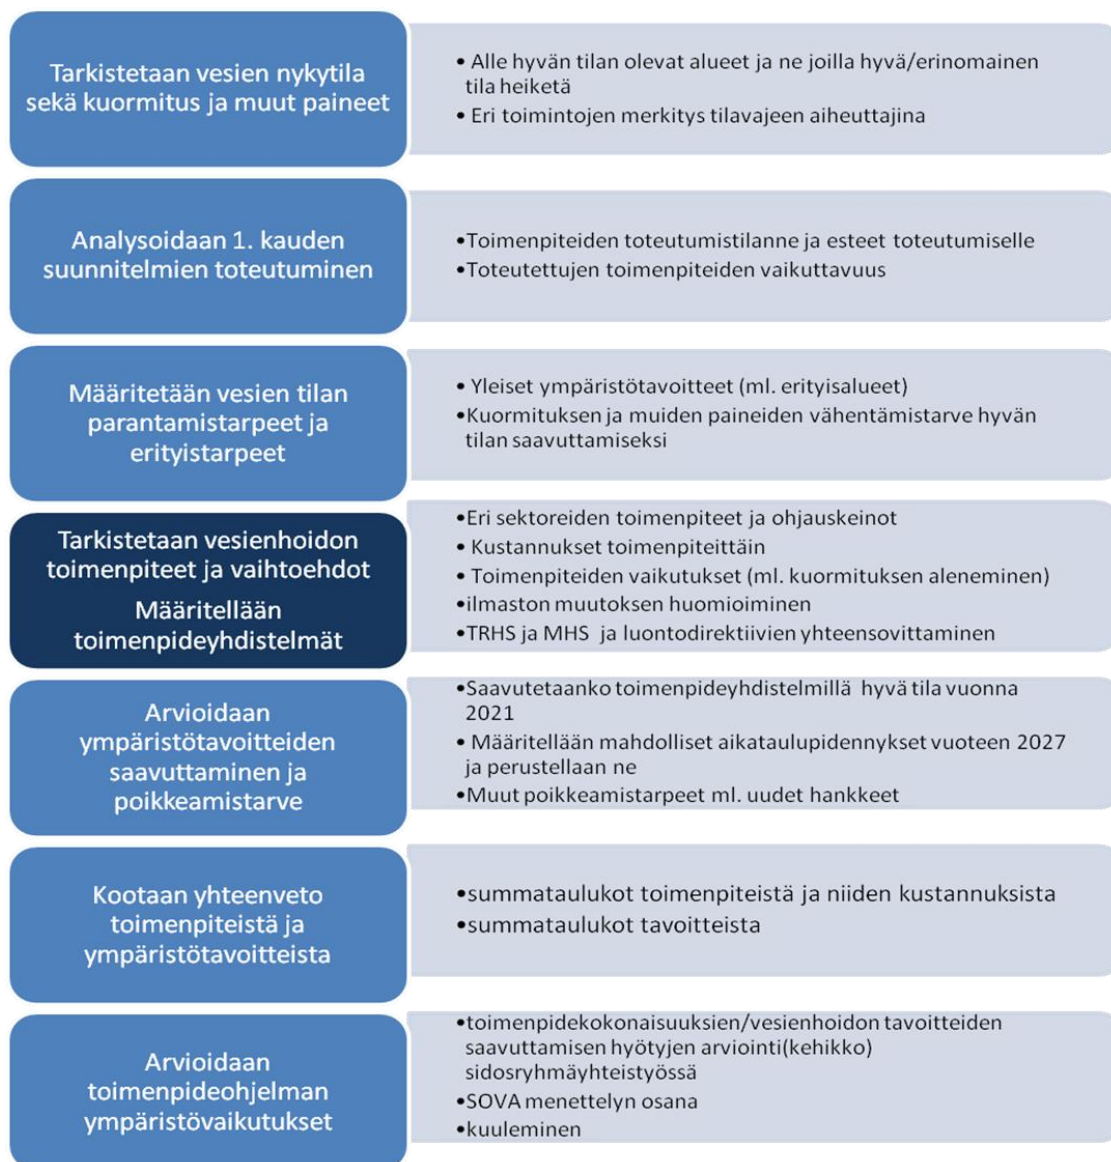 Tarkistetaan vesien nykytila
sekä kuormitus ja muut paineet
• Alle hyvän tilan olevat alueet ja ne joilla hyvä/erinomainen
tila heiketä
• Eri toimintojen merkitys tilavajeen aiheuttajina
Analysoidaan 1. kauden
suunnitelmien toteutuminen
•Toimenpiteiden toteutumistilanne ja esteet toteutumiselle
•Toteutettujen toimenpiteiden vaikuttavuus
Määritetään vesien tilan
parantamistarpeet ja
erityistarpeet
• Yleiset ympäristötavoitteet (ml. erityisalueet)
•Kuormituksen ja muiden paineiden vähentämistarve hyvän
tilan saavuttamiseksi
Tarkistetaan vesienhoidon
toimenpiteet ja vaihtoehdot
Määritellään
toimenpideyhdistelmät
•Eri sektoreiden toimenpiteet ja ohjauskeinot
• Kustannukset toimenpiteittäin
• Toimenpiteiden vaikutukset (ml. kuormituksen aleneminen)
•ilmaston muutoksen huomioiminen
•TRHS ja MHS ja luontodirektiivien yhteensovittaminen
Arvioidaan
ympäristötavoitteiden
saavuttaminen ja
poikkeamistarve
•Saavutetaanko toimenpideyhdistelmillä hyvä tila vuonna
2021
• Määritellään mahdolliset aikataulupidennykset vuoteen 2027
ja perustellaan ne
•Muut poikkeamistarpeet ml. uudet hankkeet
Kootaan yhteenveto
toimenpiteistä ja
ympäristötavoitteista
•summataulukot toimenpiteistä ja niiden kustannuksista
•summataulukot tavoitteista
Arvioidaan
toimenpideohjelman
ympäristövaikutukset
•toimenpidekokonaisuuksien/vesienhoidon tavoitteiden
saavuttamisen hyötyjen arviointi(kehikko)
sidosryhmäyhteistyössä
•SOVA menettelyn osana
•kuuleminen